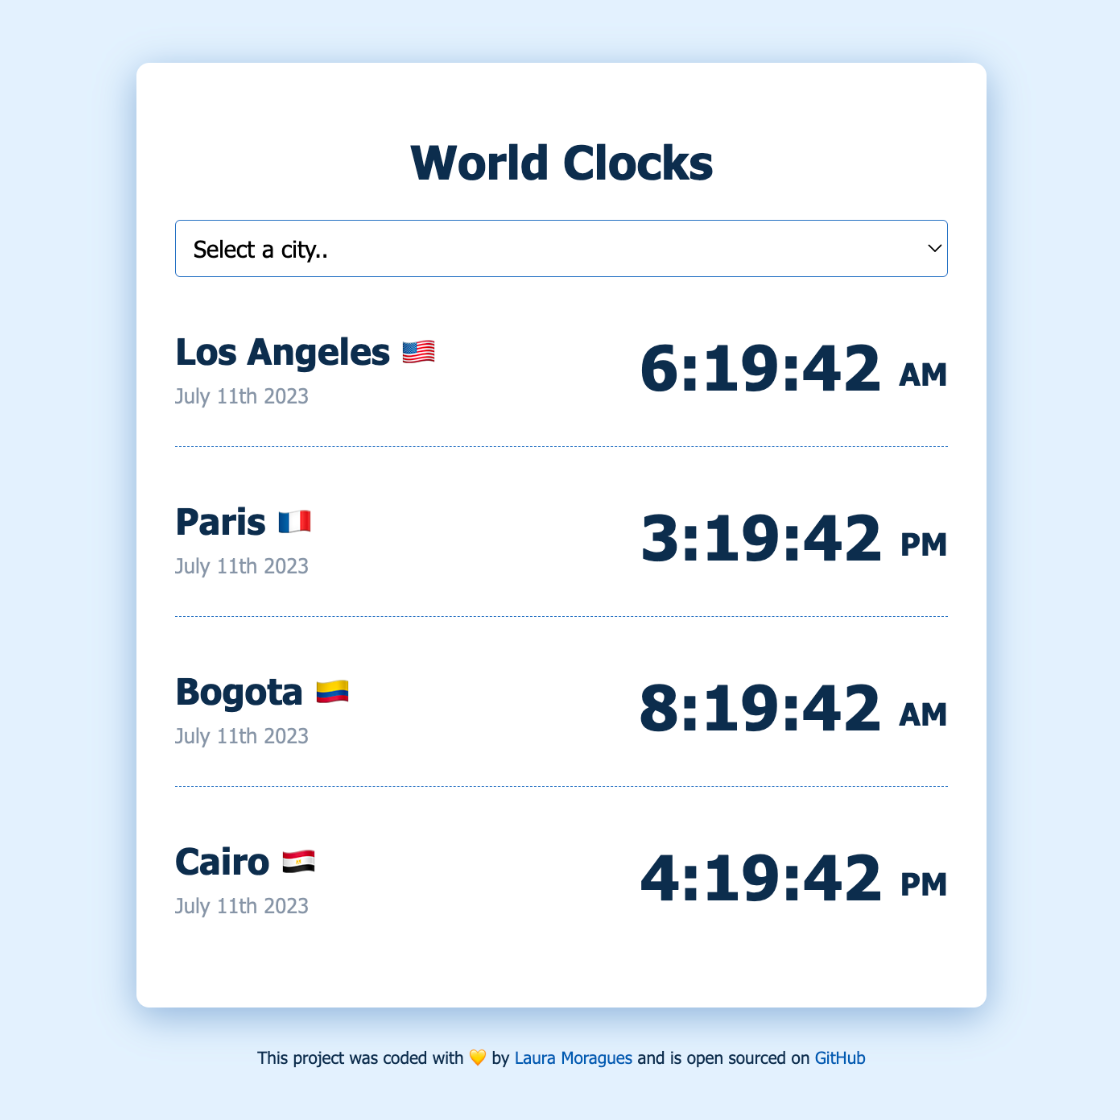 World Clocks
Select a city..
Los Angeles 🇺🇸
July 11th 2023
6:19:42 AM
Paris 🇫🇷
July 11th 2023
3:19:42 PM
Bogota 🇨🇴
July 11th 2023
8:19:42 AM
Cairo 🇪🇬
July 11th 2023
4:19:42 PM
This project was coded with 💛 by Laura Moragues and is open sourced on GitHub